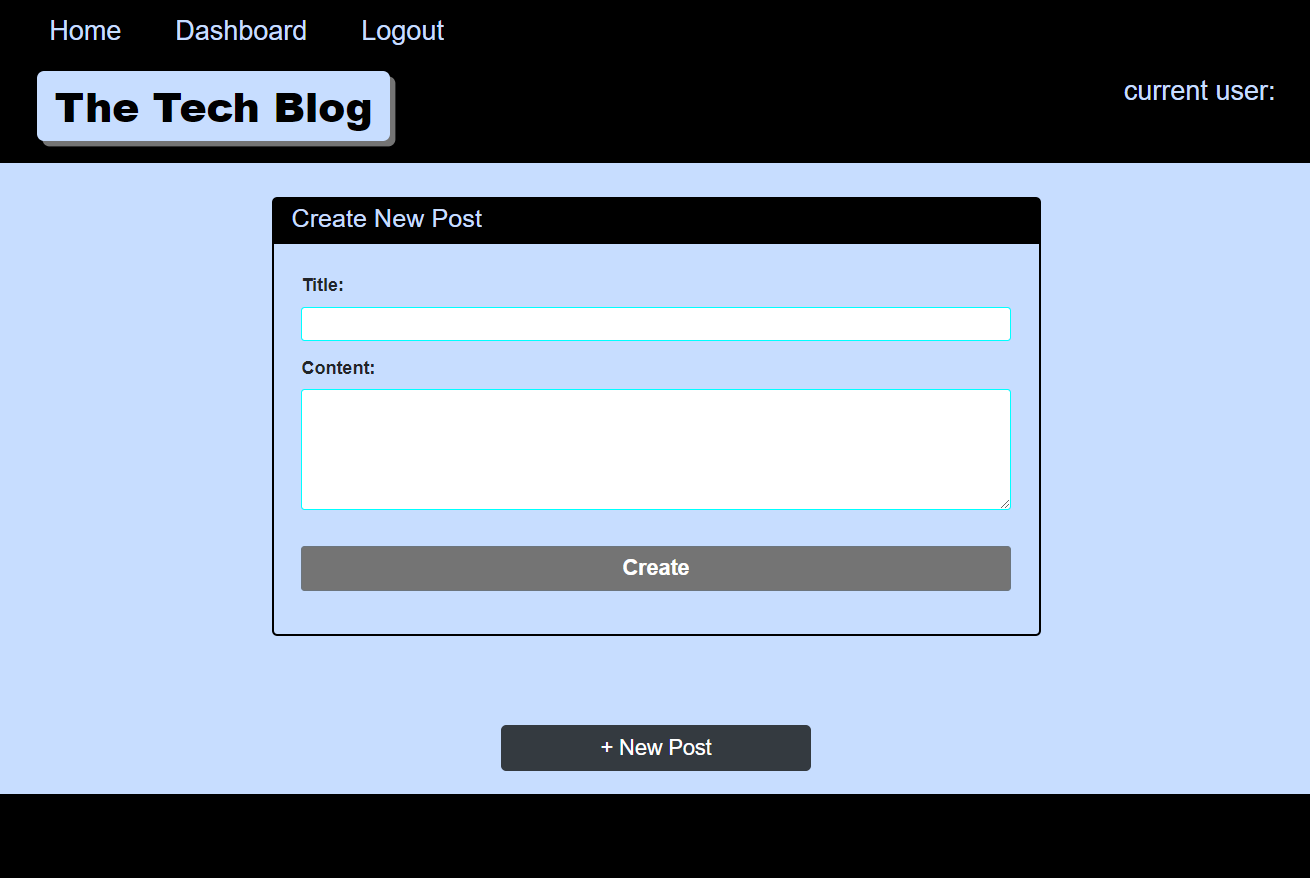 Home Dashboard Logout
The Tech Blog
current user:
Create New Post
Title:
Content:
Create
+ New Post